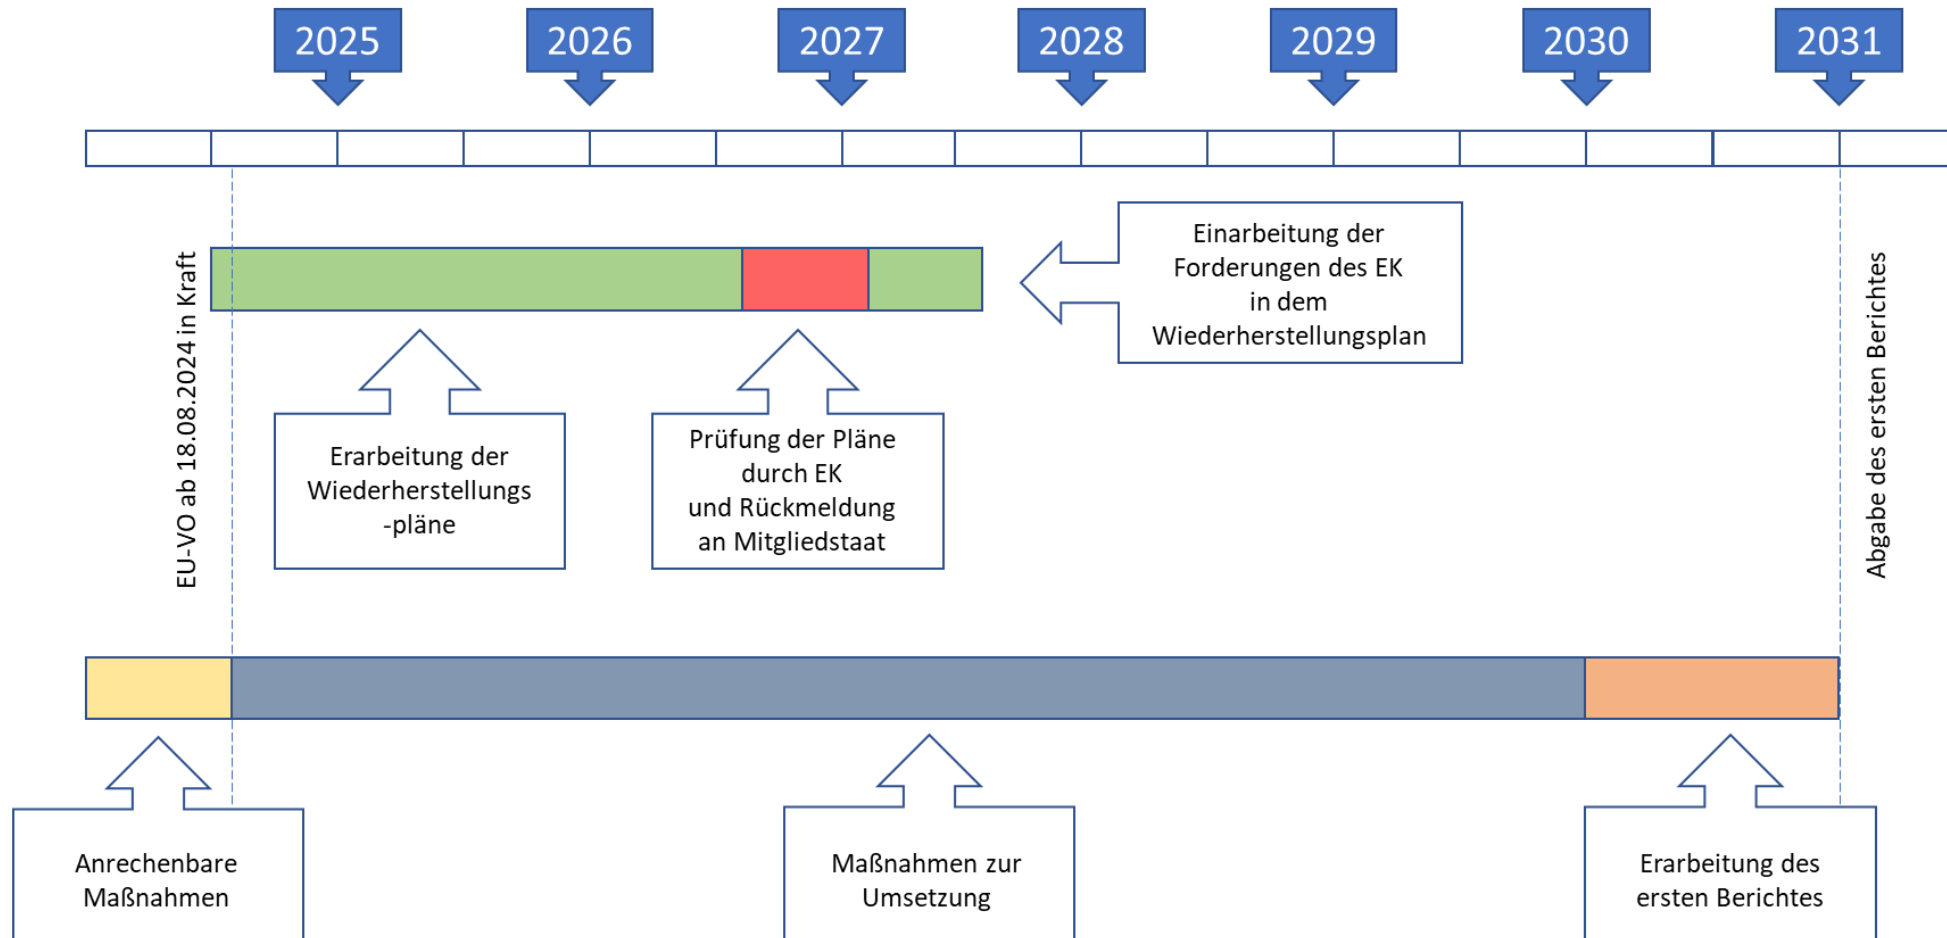 2025
2026
2027
2028
2029
2030
2031
EU-VO ab 18.08.2024 in Kraft
Einarbeitung der
Forderungen des EK
in dem
Wiederherstellungsplan
Abgabe des ersten Berichtes
Erarbeitung der
Wiederherstellungs
-pläne
Prüfung der Pläne
durch EK
und Rückmeldung
an Mitgliedstaat
Anrechenbare
Maßnahmen
Maßnahmen zur
Umsetzung
Erarbeitung des
ersten Berichtes